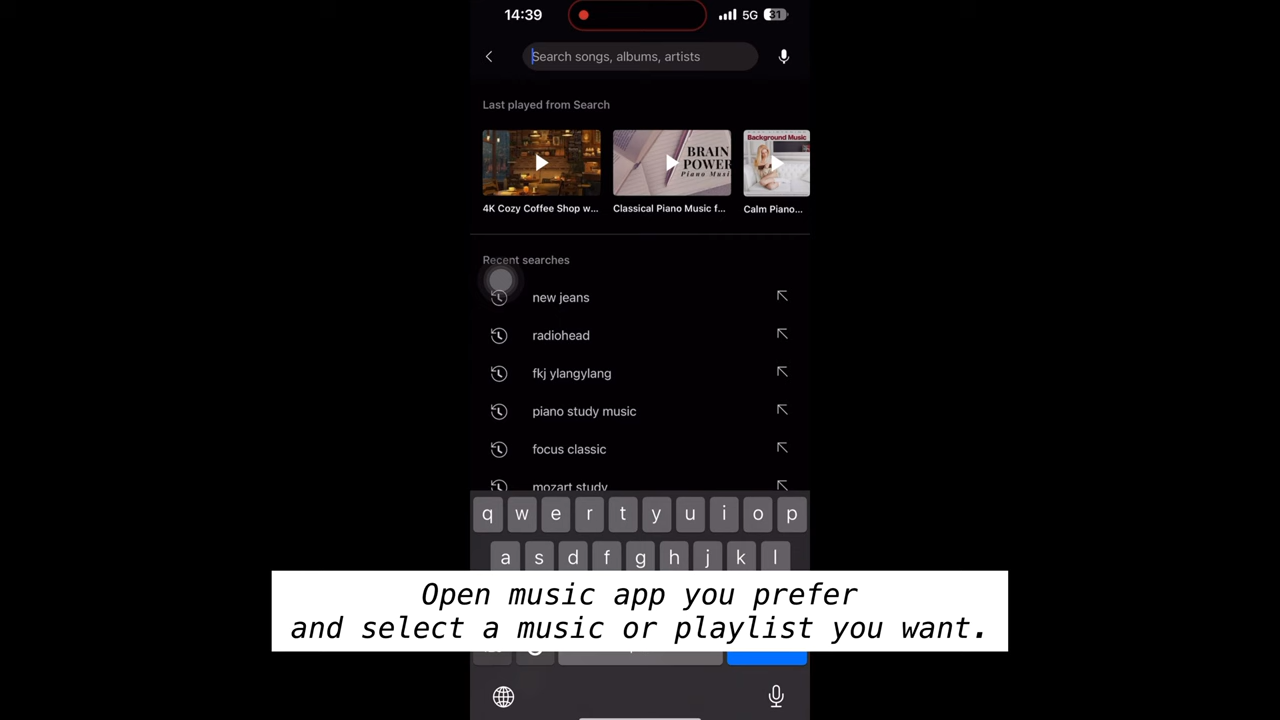 14:39
5G
31
Search songs, albums, artists
Last played from Search
BRAIN
POWER
Piano Musi
Background Music
4K Cozy Coffee Shop w...
Classical Piano Music f...
Calm Piano...
Recent searches
new jeans
radiohead
fkj ylangylang
piano study music
focus classic
mozart study
q w e r t y u i o p
a s d f g h j k l
Open music app you prefer
and select a music or playlist you want.